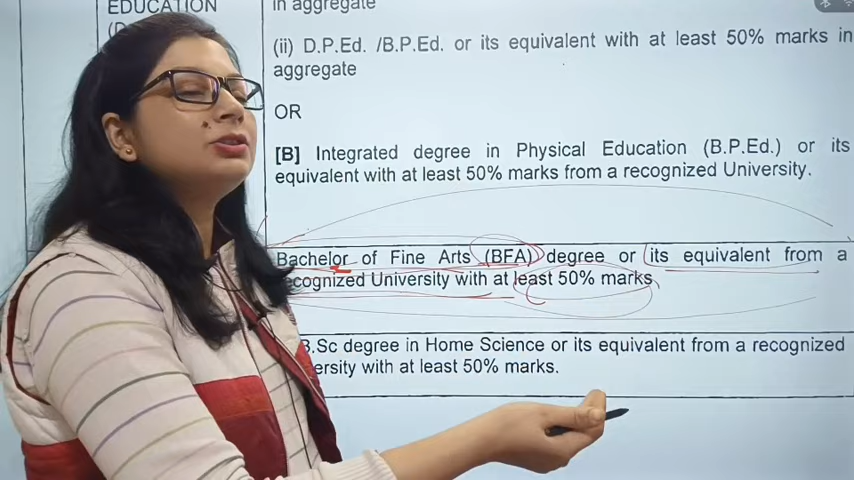 EDUCATION
in aggregate
(ii) D.P.Ed. /B.P.Ed. or its equivalent with at least 50% marks in
aggregate
OR
[B] Integrated degree in Physical Education (B.P.Ed.) or its
equivalent with at least 50% marks from a recognized University.
Bachelor of Fine Arts (BFA) degree or its equivalent from a
ecognized University with at least 50% marks
B.Sc degree in Home Science or its equivalent from a recognized
ersity with at least 50% marks.